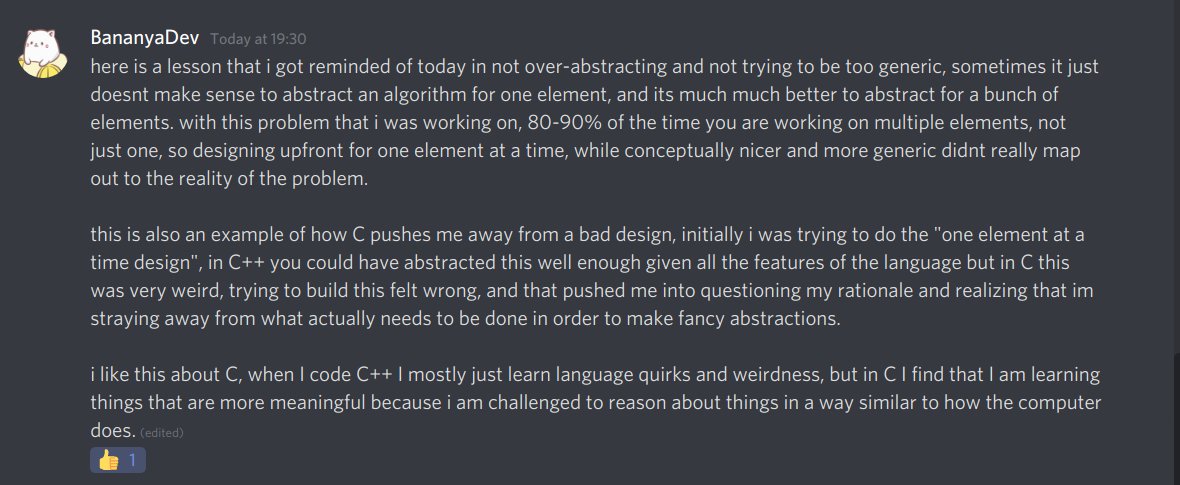 BananyaDev Today at 19:30
here is a lesson that i got reminded of today in not over-abstracting and not trying to be too generic, sometimes it just
doesnt make sense to abstract an algorithm for one element, and its much much better to abstract for a bunch of
elements. with this problem that i was working on, 80-90% of the time you are working on multiple elements, not
just one, so designing upfront for one element at a time, while conceptually nicer and more generic didnt really map
out to the reality of the problem.
this is also an example of how C pushes me away from a bad design, initially i was trying to do the "one element at a
time design", in C++ you could have abstracted this well enough given all the features of the language but in C this
was very weird, trying to build this felt wrong, and that pushed me into questioning my rationale and realizing that im
straying away from what actually needs to be done in order to make fancy abstractions.
i like this about C, when I code C++ I mostly just learn language quirks and weirdness, but in C I find that I am learning
things that are more meaningful because i am challenged to reason about things in a way similar to how the computer
does. (edited)
1